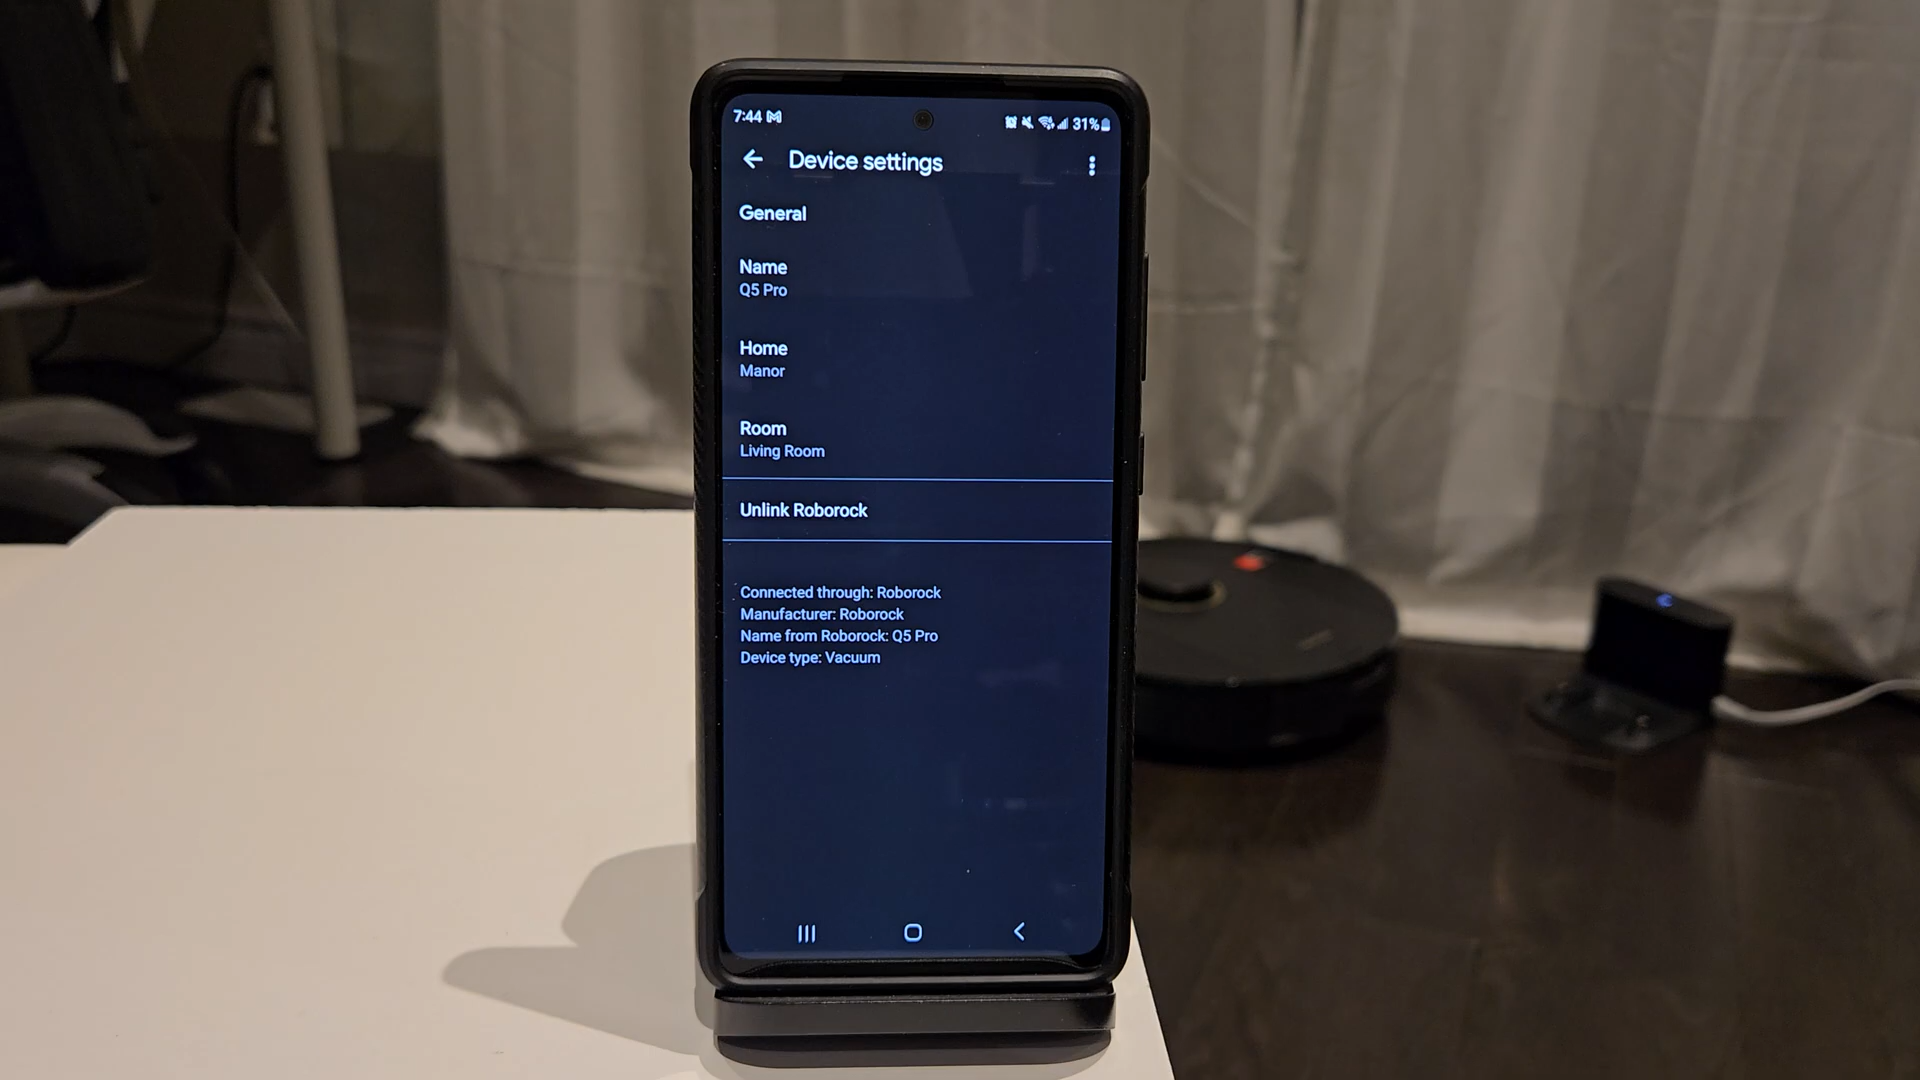 7:44 31%
Device settings
General
Name
Q5 Pro
Home
Manor
Room
Living Room
Unlink Roborock
Connected through: Roborock
Manufacturer: Roborock
Name from Roborock: Q5 Pro
Device type: Vacuum